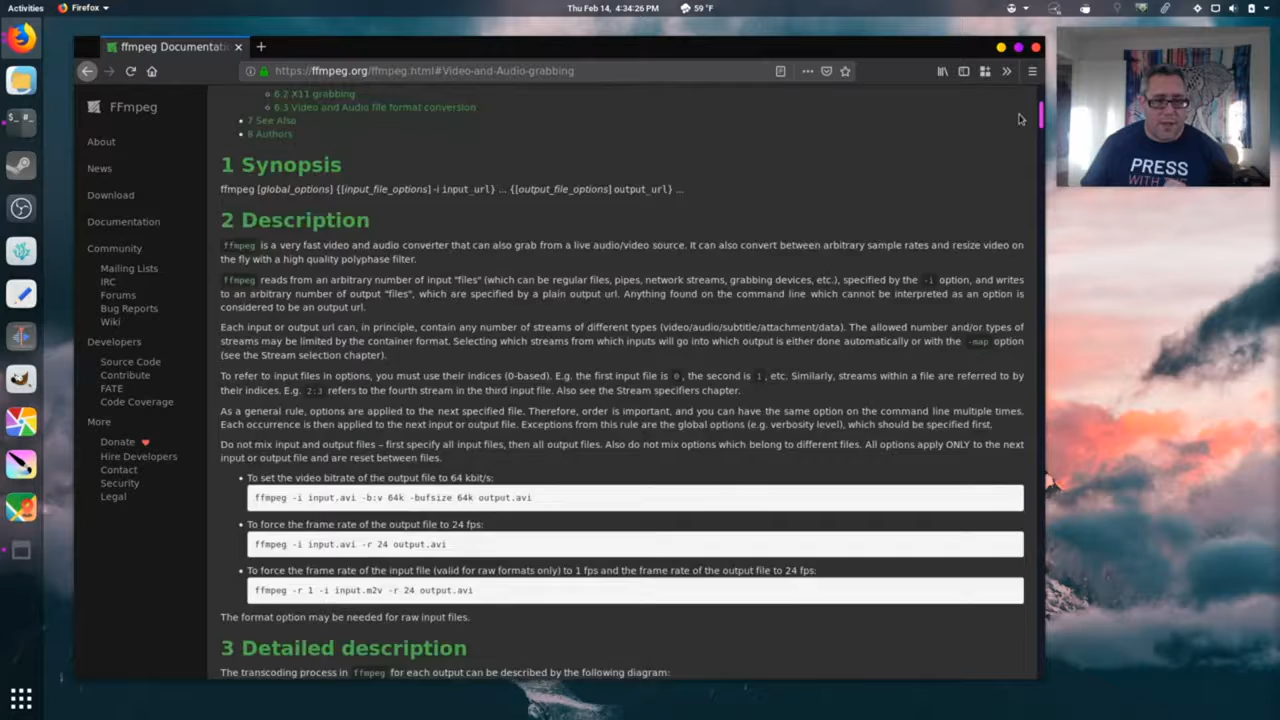 Activities
Firefox
Thu Feb 14, 4:34:26 PM
59 °F
ffmpeg Documentati
https://ffmpeg.org/ffmpeg.html#Video-and-Audio-grabbing
FFmpeg
About
News
Download
Documentation
Community
Mailing Lists
IRC
Forums
Bug Reports
Wiki
Developers
Source Code
Contribute
FATE
Code Coverage
More
Donate
Hire Developers
Contact
Security
Legal
6.2 X11 grabbing
6.3 Video and Audio file format conversion
7 See Also
8 Authors
1 Synopsis
ffmpeg [global_options] {[input_file_options] -i input_url} ... {[output_file_options] output_url} ...
2 Description
ffmpeg is a very fast video and audio converter that can also grab from a live audio/video source. It can also convert between arbitrary sample rates and resize video on
the fly with a high quality polyphase filter.
ffmpeg reads from an arbitrary number of input "files" (which can be regular files, pipes, network streams, grabbing devices, etc.), specified by the -i option, and writes
to an arbitrary number of output "files", which are specified by a plain output url. Anything found on the command line which cannot be interpreted as an option is
considered to be an output url.
Each input or output url can, in principle, contain any number of streams of different types (video/audio/subtitle/attachment/data). The allowed number and/or types of
streams may be limited by the container format. Selecting which streams from which inputs will go into which output is either done automatically or with the -map option
(see the Stream selection chapter).
To refer to input files in options, you must use their indices (0-based). E.g. the first input file is 0, the second is 1, etc. Similarly, streams within a file are referred to by
their indices. E.g. 2:3 refers to the fourth stream in the third input file. Also see the Stream specifiers chapter.
As a general rule, options are applied to the next specified file. Therefore, order is important, and you can have the same option on the command line multiple times.
Each occurrence is then applied to the next input or output file. Exceptions from this rule are the global options (e.g. verbosity level), which should be specified first.
Do not mix input and output files – first specify all input files, then all output files. Also do not mix options which belong to different files. All options apply ONLY to the next
input or output file and are reset between files.
To set the video bitrate of the output file to 64 kbit/s:
ffmpeg -i input.avi -b:v 64k -bufsize 64k output.avi
To force the frame rate of the output file to 24 fps:
ffmpeg -i input.avi -r 24 output.avi
To force the frame rate of the input file (valid for raw formats only) to 1 fps and the frame rate of the output file to 24 fps:
ffmpeg -r 1 -i input.m2v -r 24 output.avi
The format option may be needed for raw input files.
3 Detailed description
The transcoding process in ffmpeg for each output can be described by the following diagram:
PRESS
WITH THE